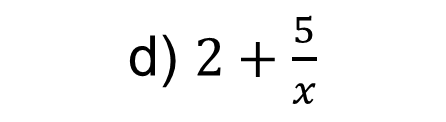 d) 2 + 5/x